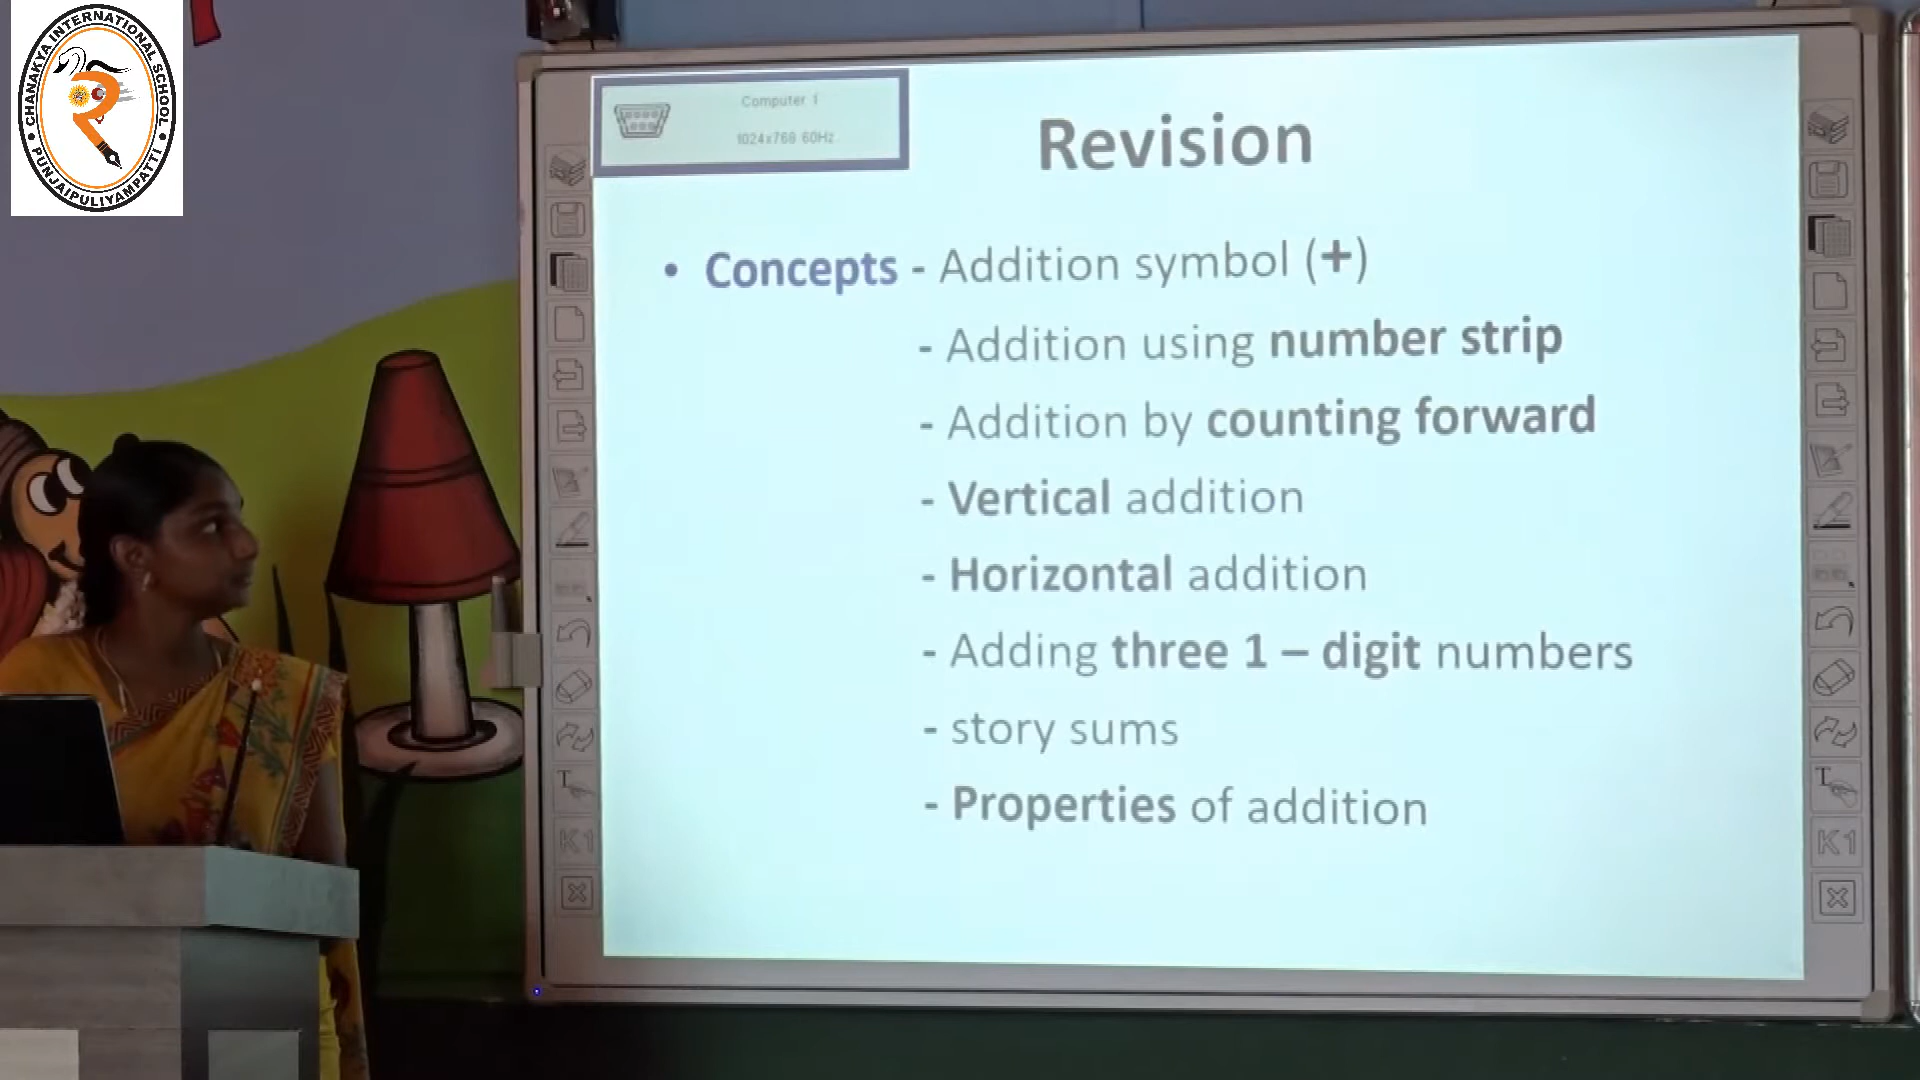 CHANAKYA INTERNATIONAL SCHOOL
• PUNJAIPULIYAMPATTI •
Computer 1
1024x768 60Hz
Revision
• Concepts - Addition symbol (+)
- Addition using number strip
- Addition by counting forward
- Vertical addition
- Horizontal addition
- Adding three 1 – digit numbers
- story sums
- Properties of addition
T
K1
T
K1